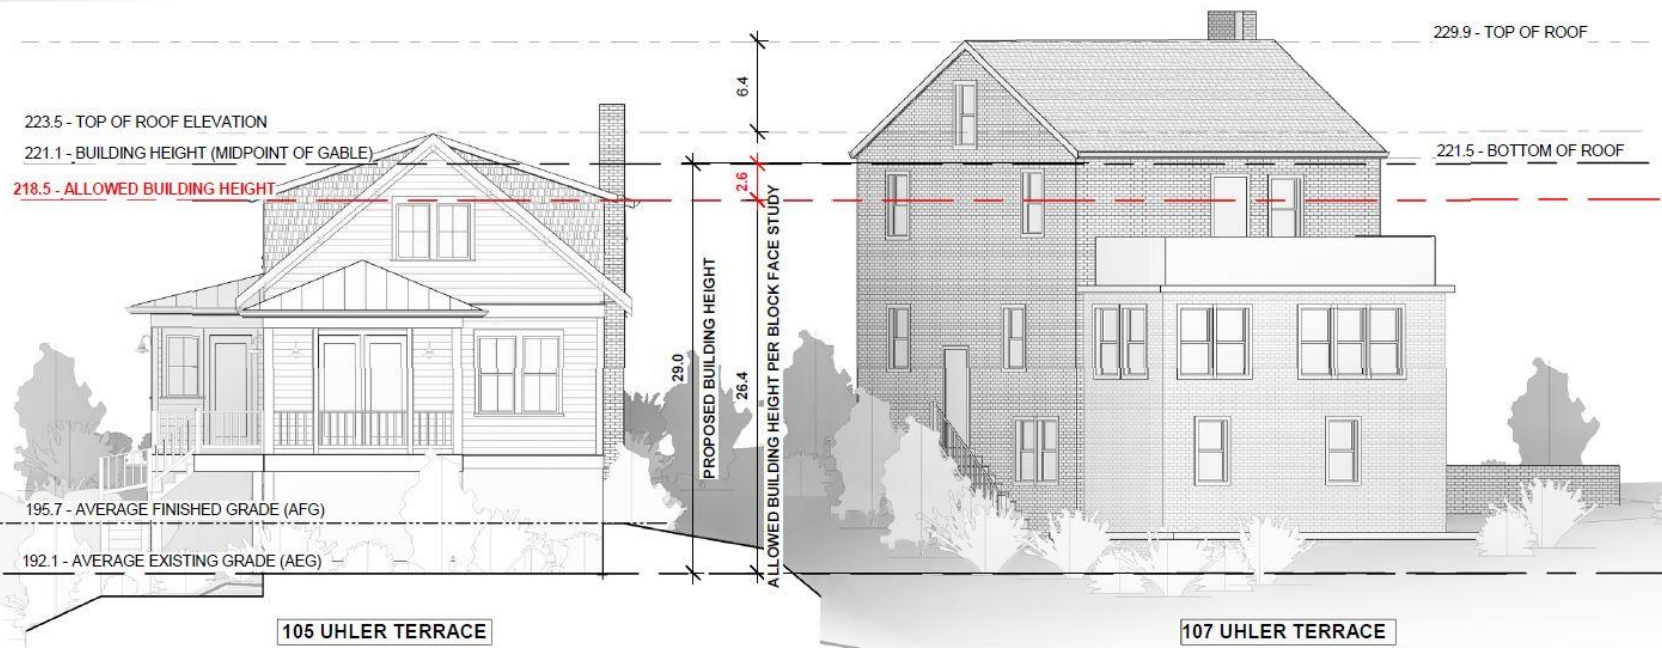 229.9 - TOP OF ROOF
6.4
223.5 - TOP OF ROOF ELEVATION
221.1 - BUILDING HEIGHT (MIDPOINT OF GABLE)
221.5 - BOTTOM OF ROOF
218.5 - ALLOWED BUILDING HEIGHT
2.6
29.0
PROPOSED BUILDING HEIGHT
26.4
ALLOWED BUILDING HEIGHT PER BLOCK FACE STUDY
195.7 - AVERAGE FINISHED GRADE (AFG)
192.1 - AVERAGE EXISTING GRADE (AEG)
105 UHLER TERRACE
107 UHLER TERRACE